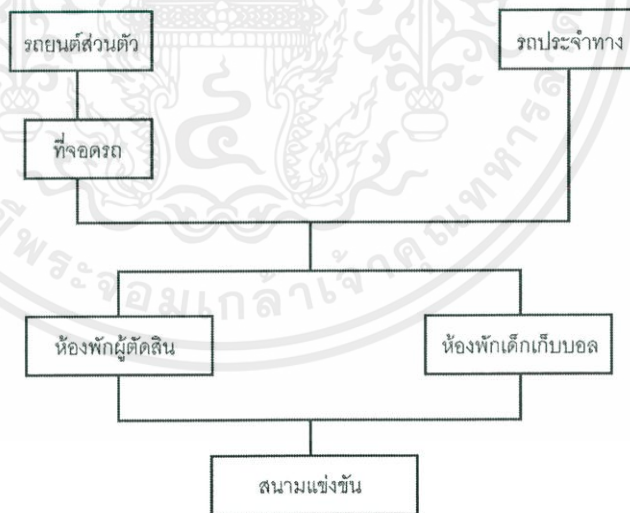 รถยนต์ส่วนตัว
รถประจำทาง
ที่จอดรถ
ห้องพักผู้ตัดสิน
ห้องพักเด็กเก็บบอล
สนามแข่งขัน